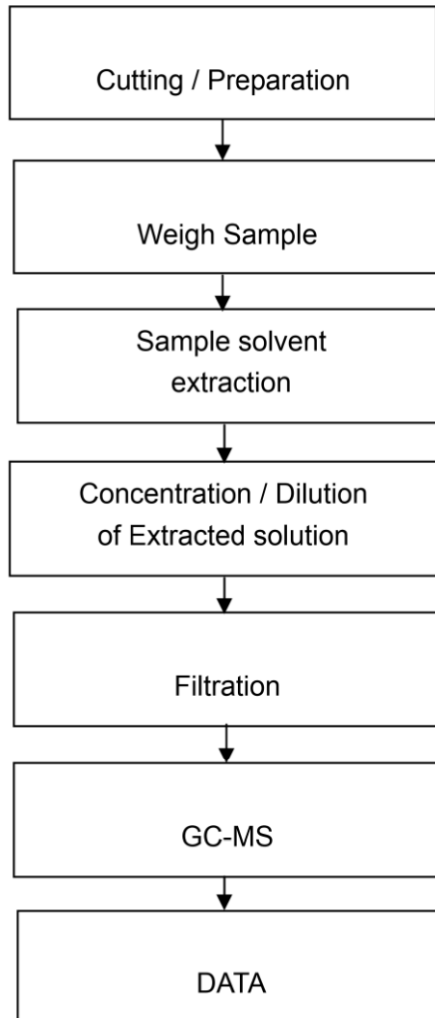 Cutting / Preparation
Weigh Sample
Sample solvent
extraction
Concentration / Dilution
of Extracted solution
Filtration
GC-MS
DATA